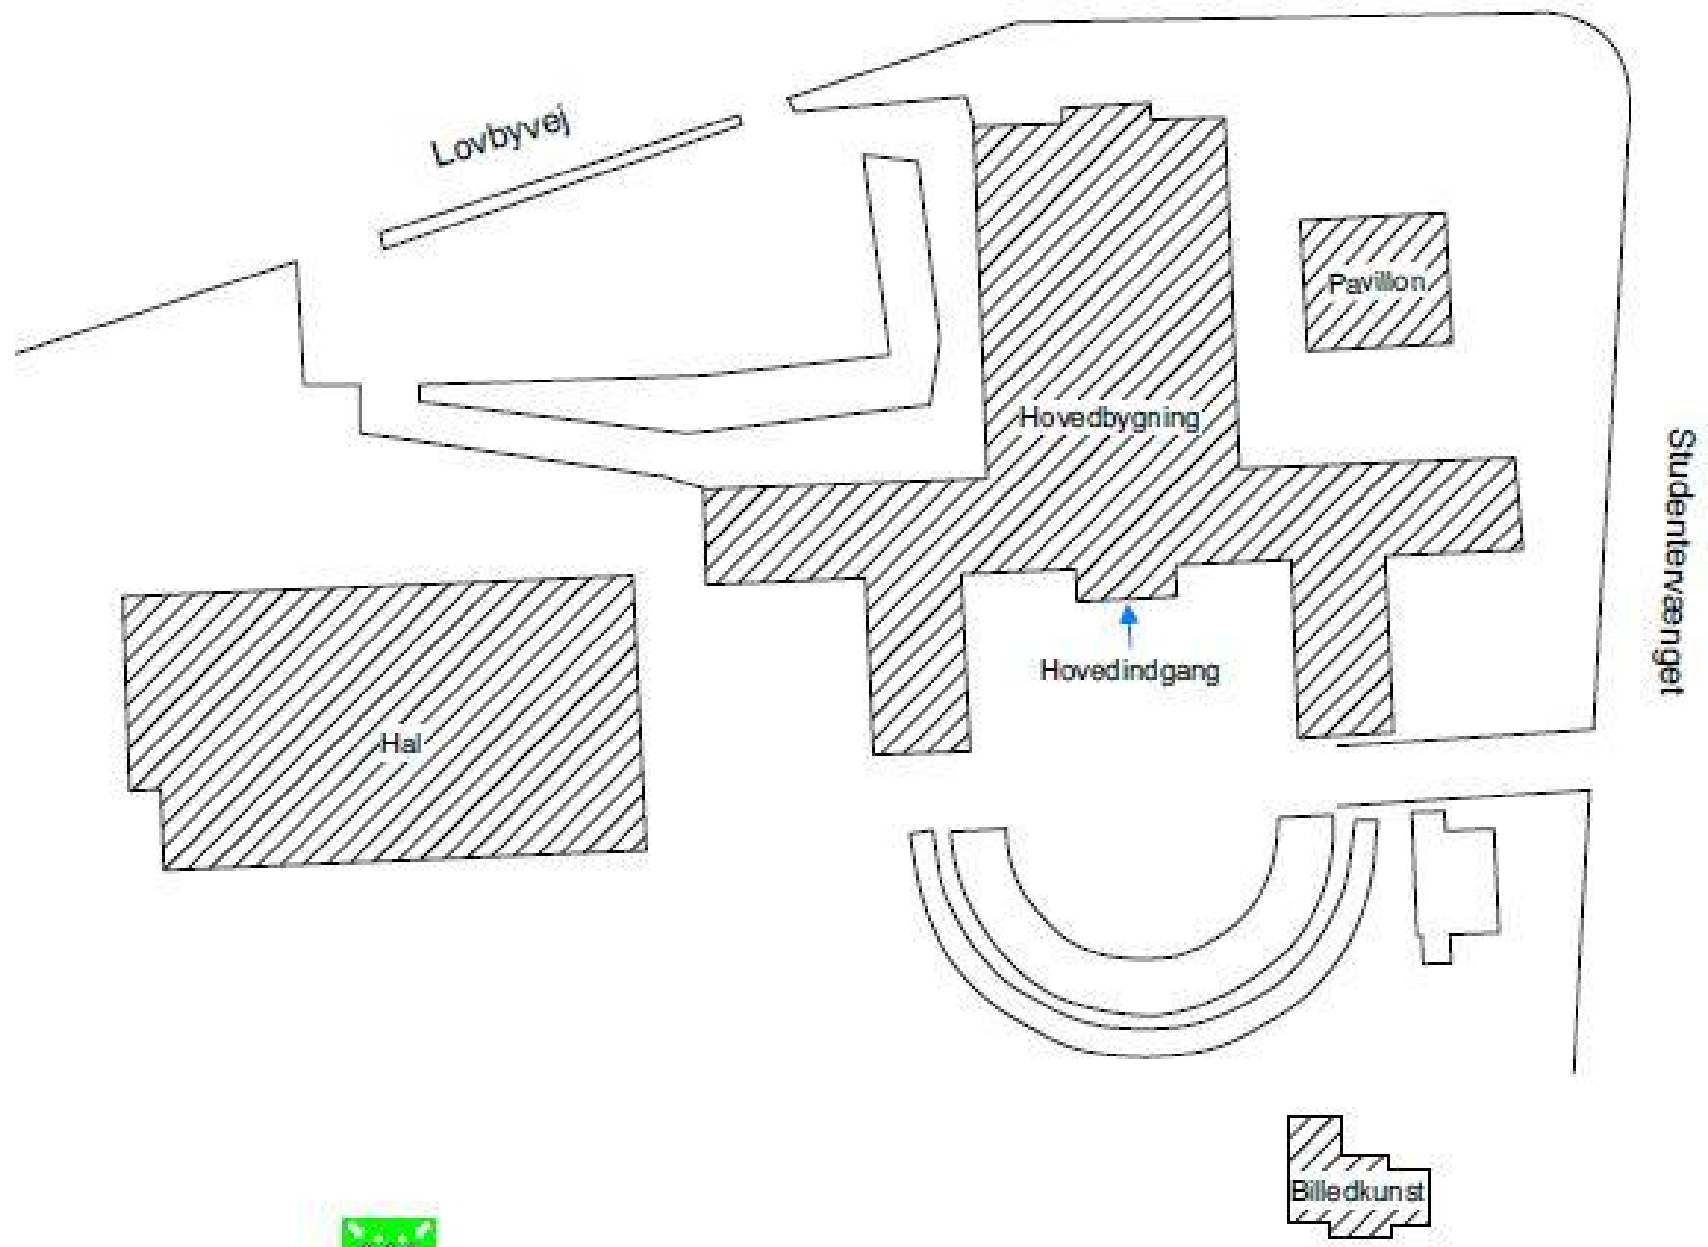 Lovbyvej
Pavillon
Hovedbygning
Studentervænget
Hovedindgang
Hal
Billedkunst